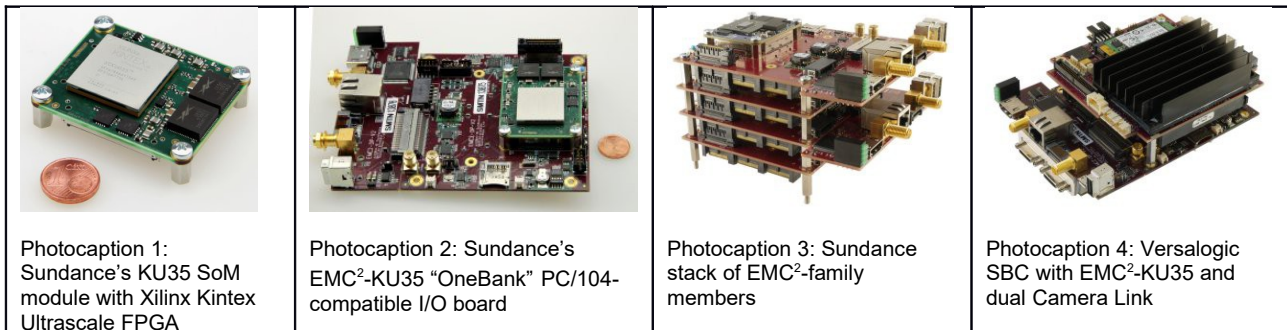 Photocaption 1:
Sundance’s KU35 SoM
module with Xilinx Kintex
Ultrascale FPGA
Photocaption 2: Sundance’s
EMC²-KU35 “OneBank” PC/104-
compatible I/O board
Photocaption 3: Sundance
stack of EMC²-family
members
Photocaption 4: Versalogic
SBC with EMC²-KU35 and
dual Camera Link